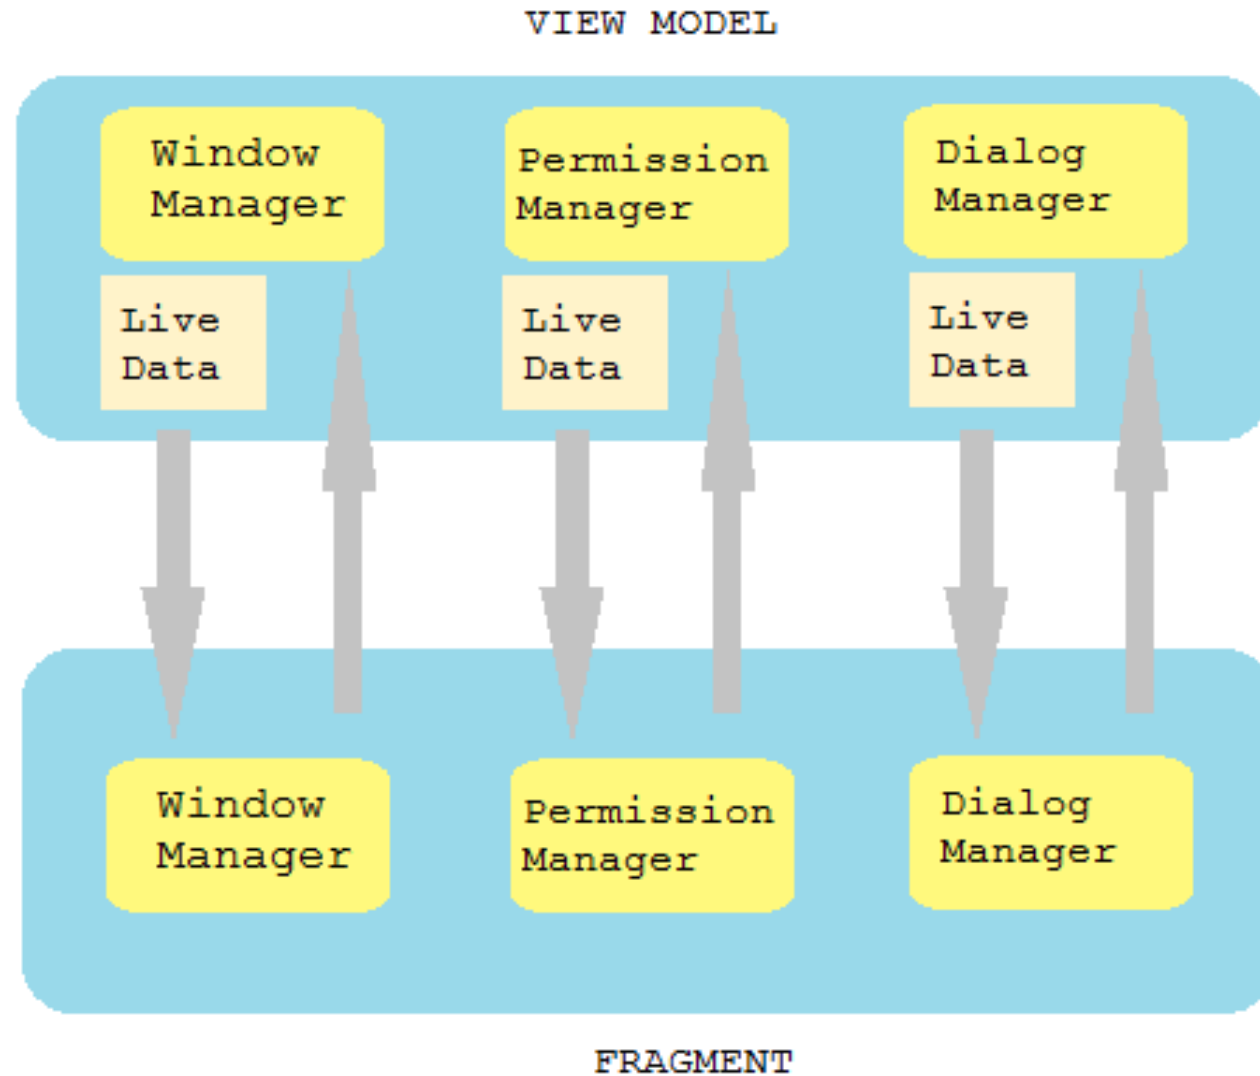 VIEW MODEL
Window
Manager
Permission
Manager
Dialog
Manager
Live
Data
Live
Data
Live
Data
Window
Manager
Permission
Manager
Dialog
Manager
FRAGMENT